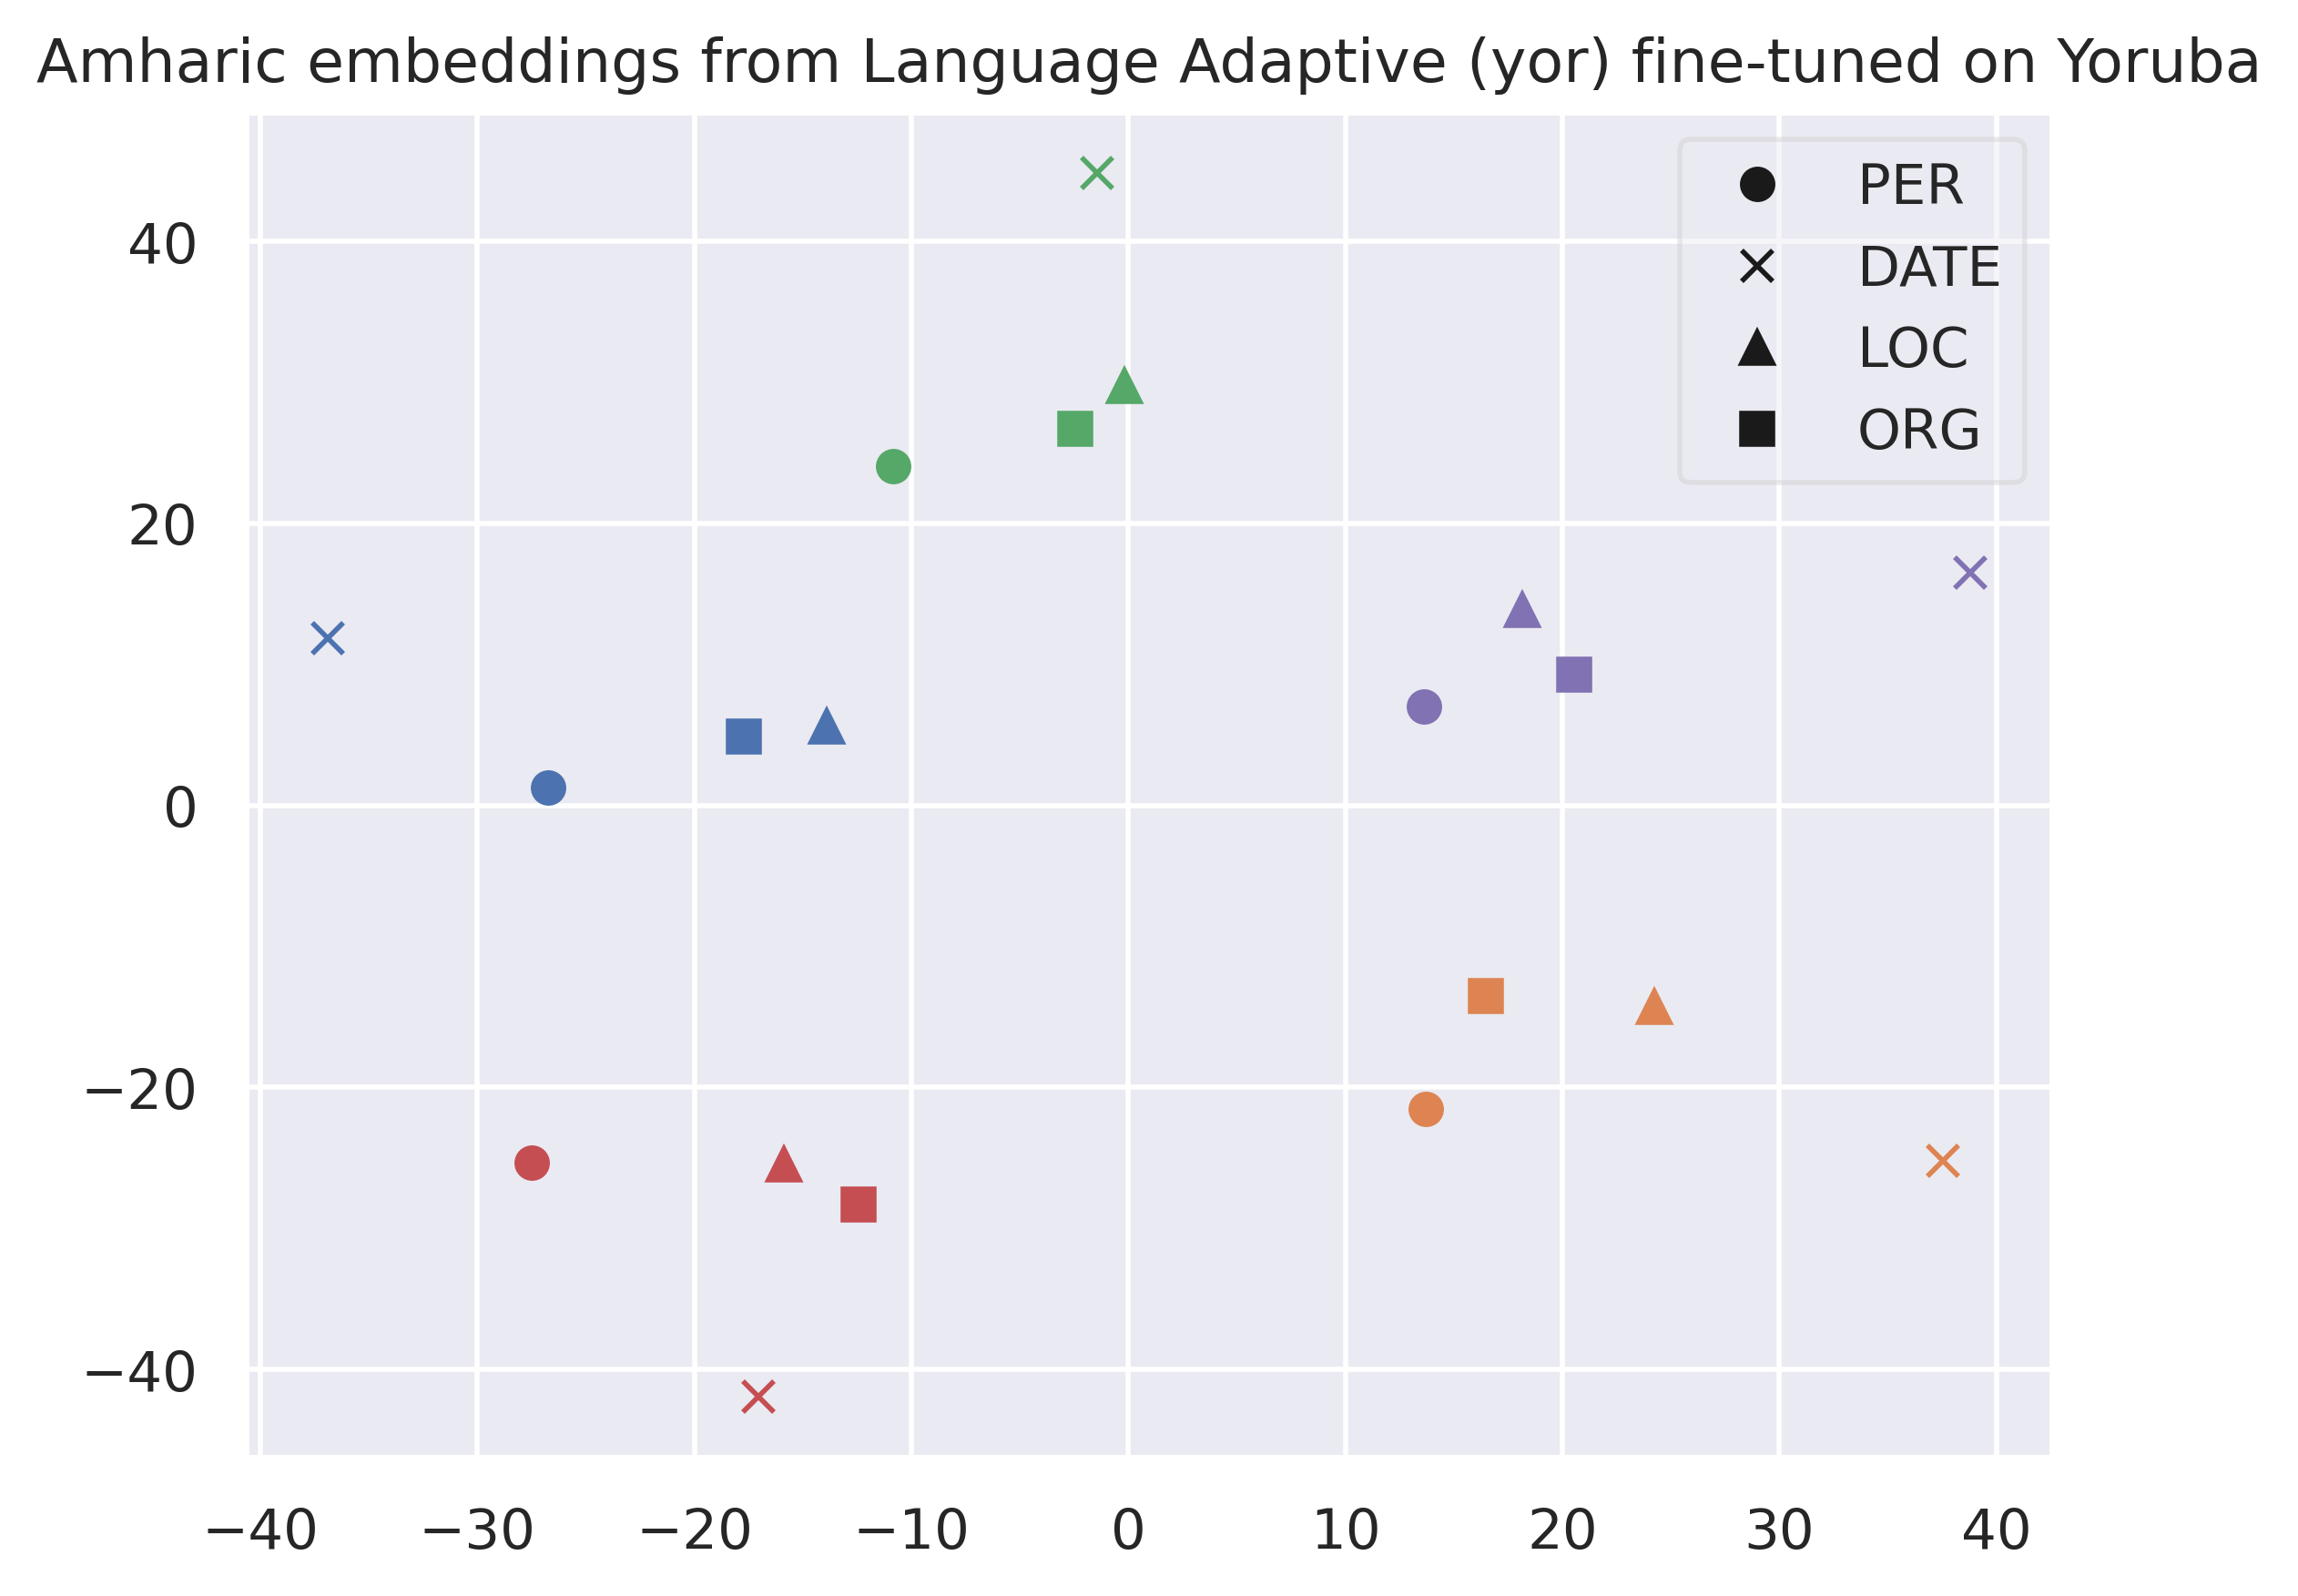 Amharic embeddings from Language Adaptive (yor) fine-tuned on Yoruba
PER
DATE
LOC
ORG
40
20
0
−20
−40
−40 −30 −20 −10 0 10 20 30 40